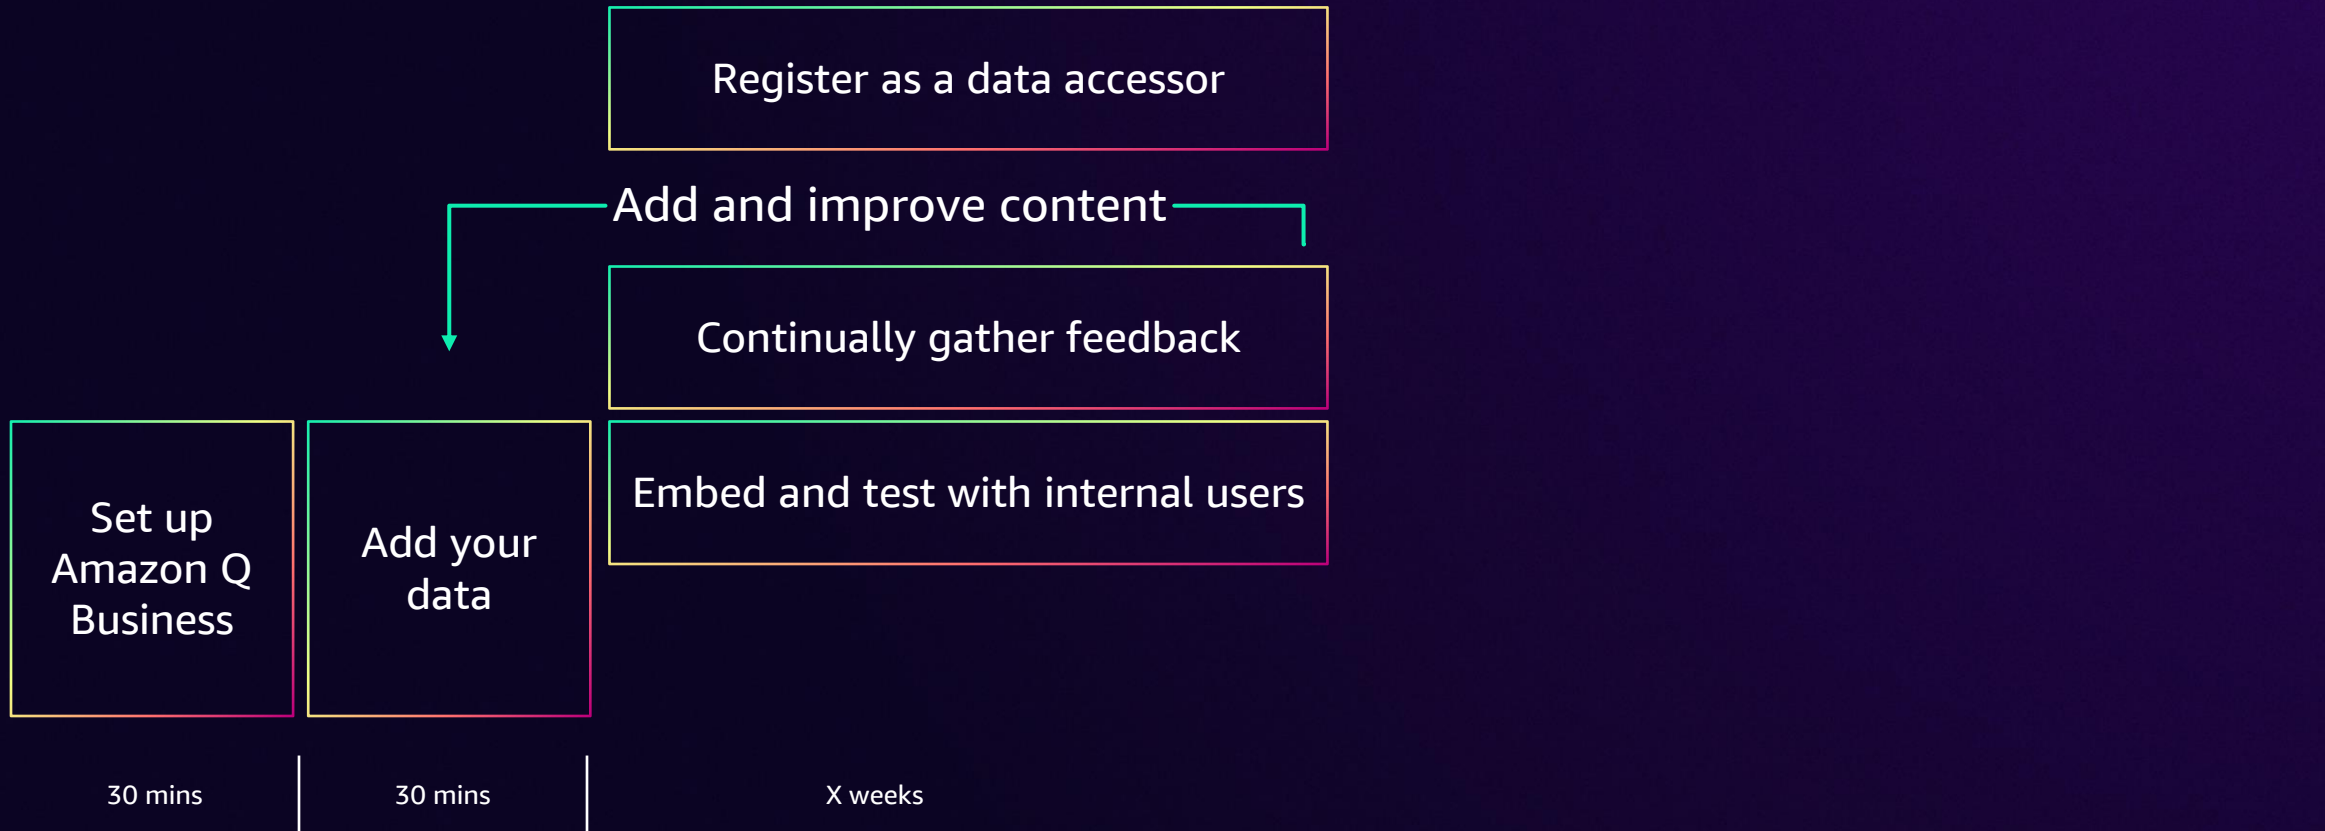 Register as a data accessor
Add and improve content
Continually gather feedback
Set up
Amazon Q
Business
Add your
data
Embed and test with internal users
30 mins
30 mins
X weeks